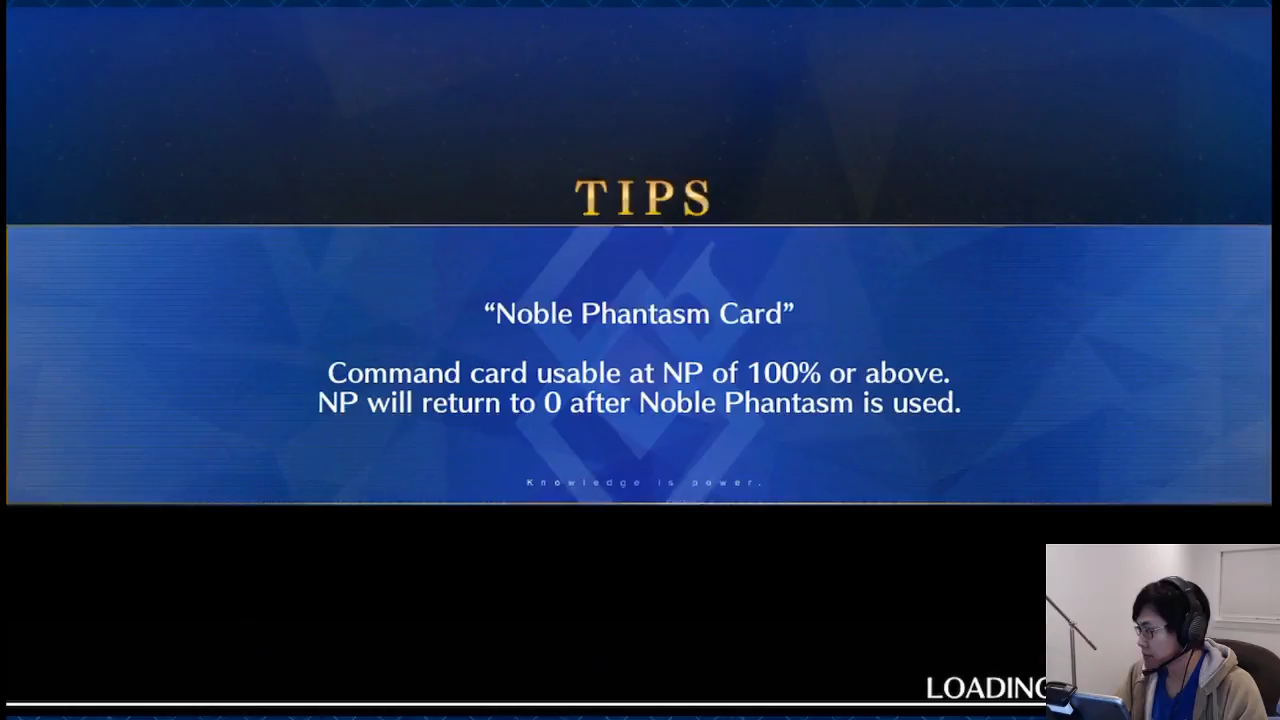 TIPS
“Noble Phantasm Card”
Command card usable at NP of 100% or above.
NP will return to 0 after Noble Phantasm is used.
Knowledge is power.
LOADING